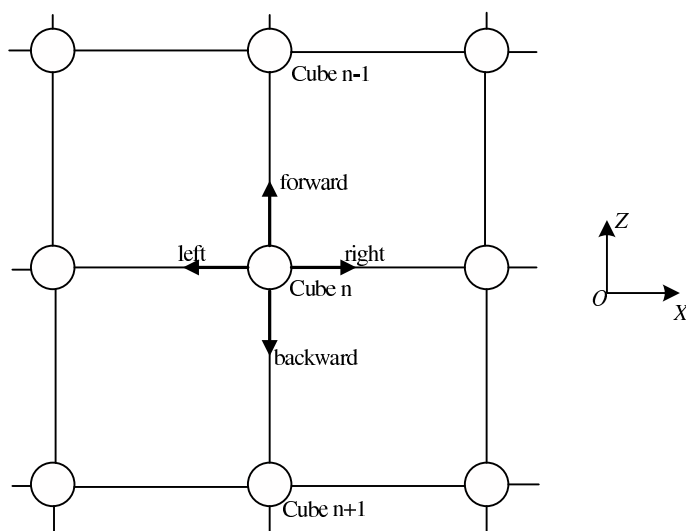 Cube n-1
forward
left
right
Cube n
backward
Cube n+1
Z
O
X